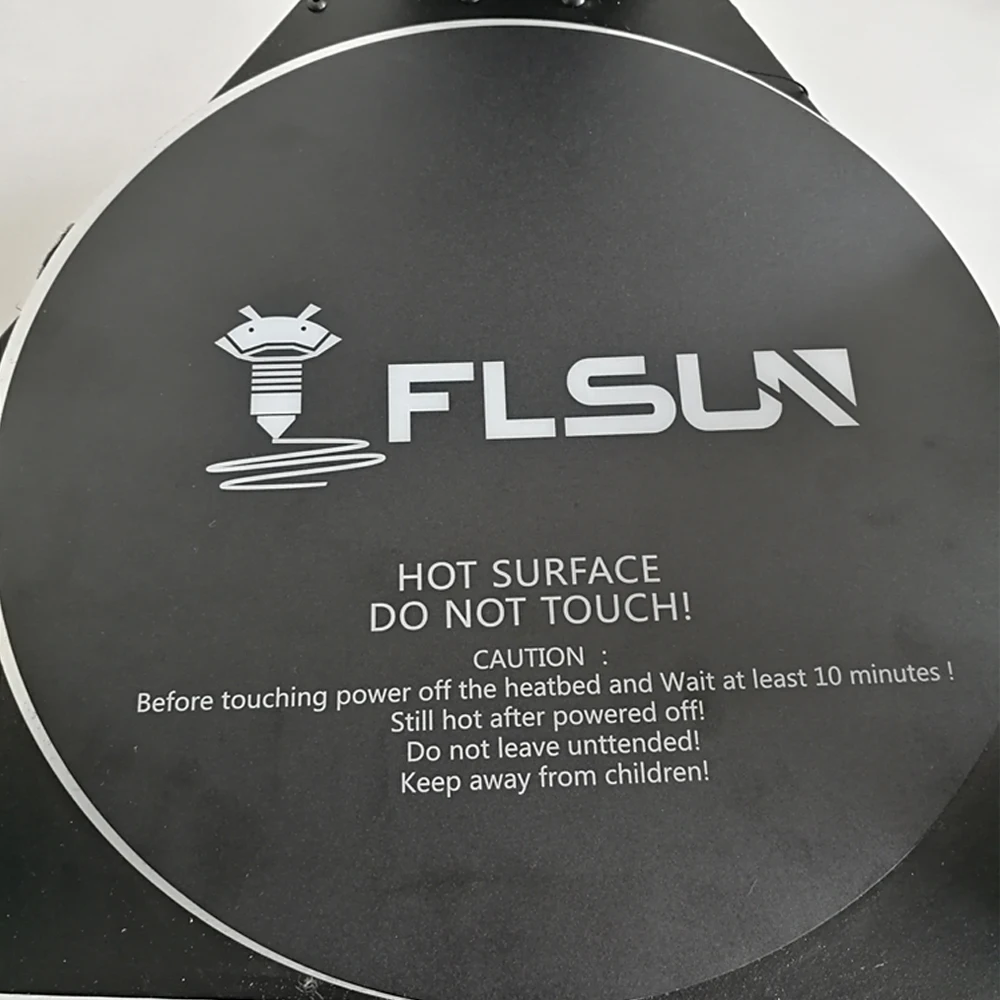 FLSUN
HOT SURFACE
DO NOT TOUCH!
CAUTION :
Before touching power off the heatbed and Wait at least 10 minutes !
Still hot after powered off!
Do not leave unttended!
Keep away from children!